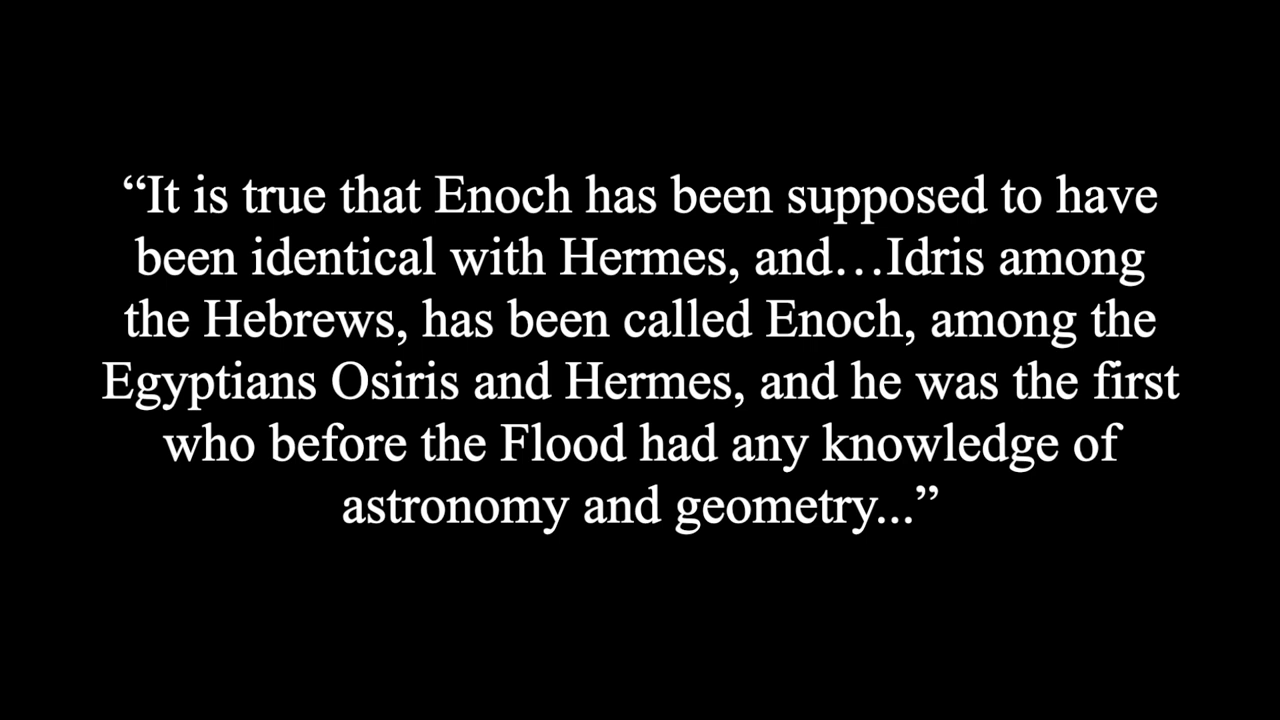 “It is true that Enoch has been supposed to have
been identical with Hermes, and…Idris among
the Hebrews, has been called Enoch, among the
Egyptians Osiris and Hermes, and he was the first
who before the Flood had any knowledge of
astronomy and geometry...”